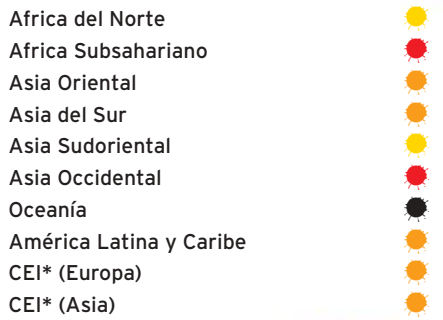 Africa del Norte
Africa Subsahariano
Asia Oriental
Asia del Sur
Asia Sudoriental
Asia Occidental
Oceanía
América Latina y Caribe
CEI* (Europa)
CEI* (Asia)